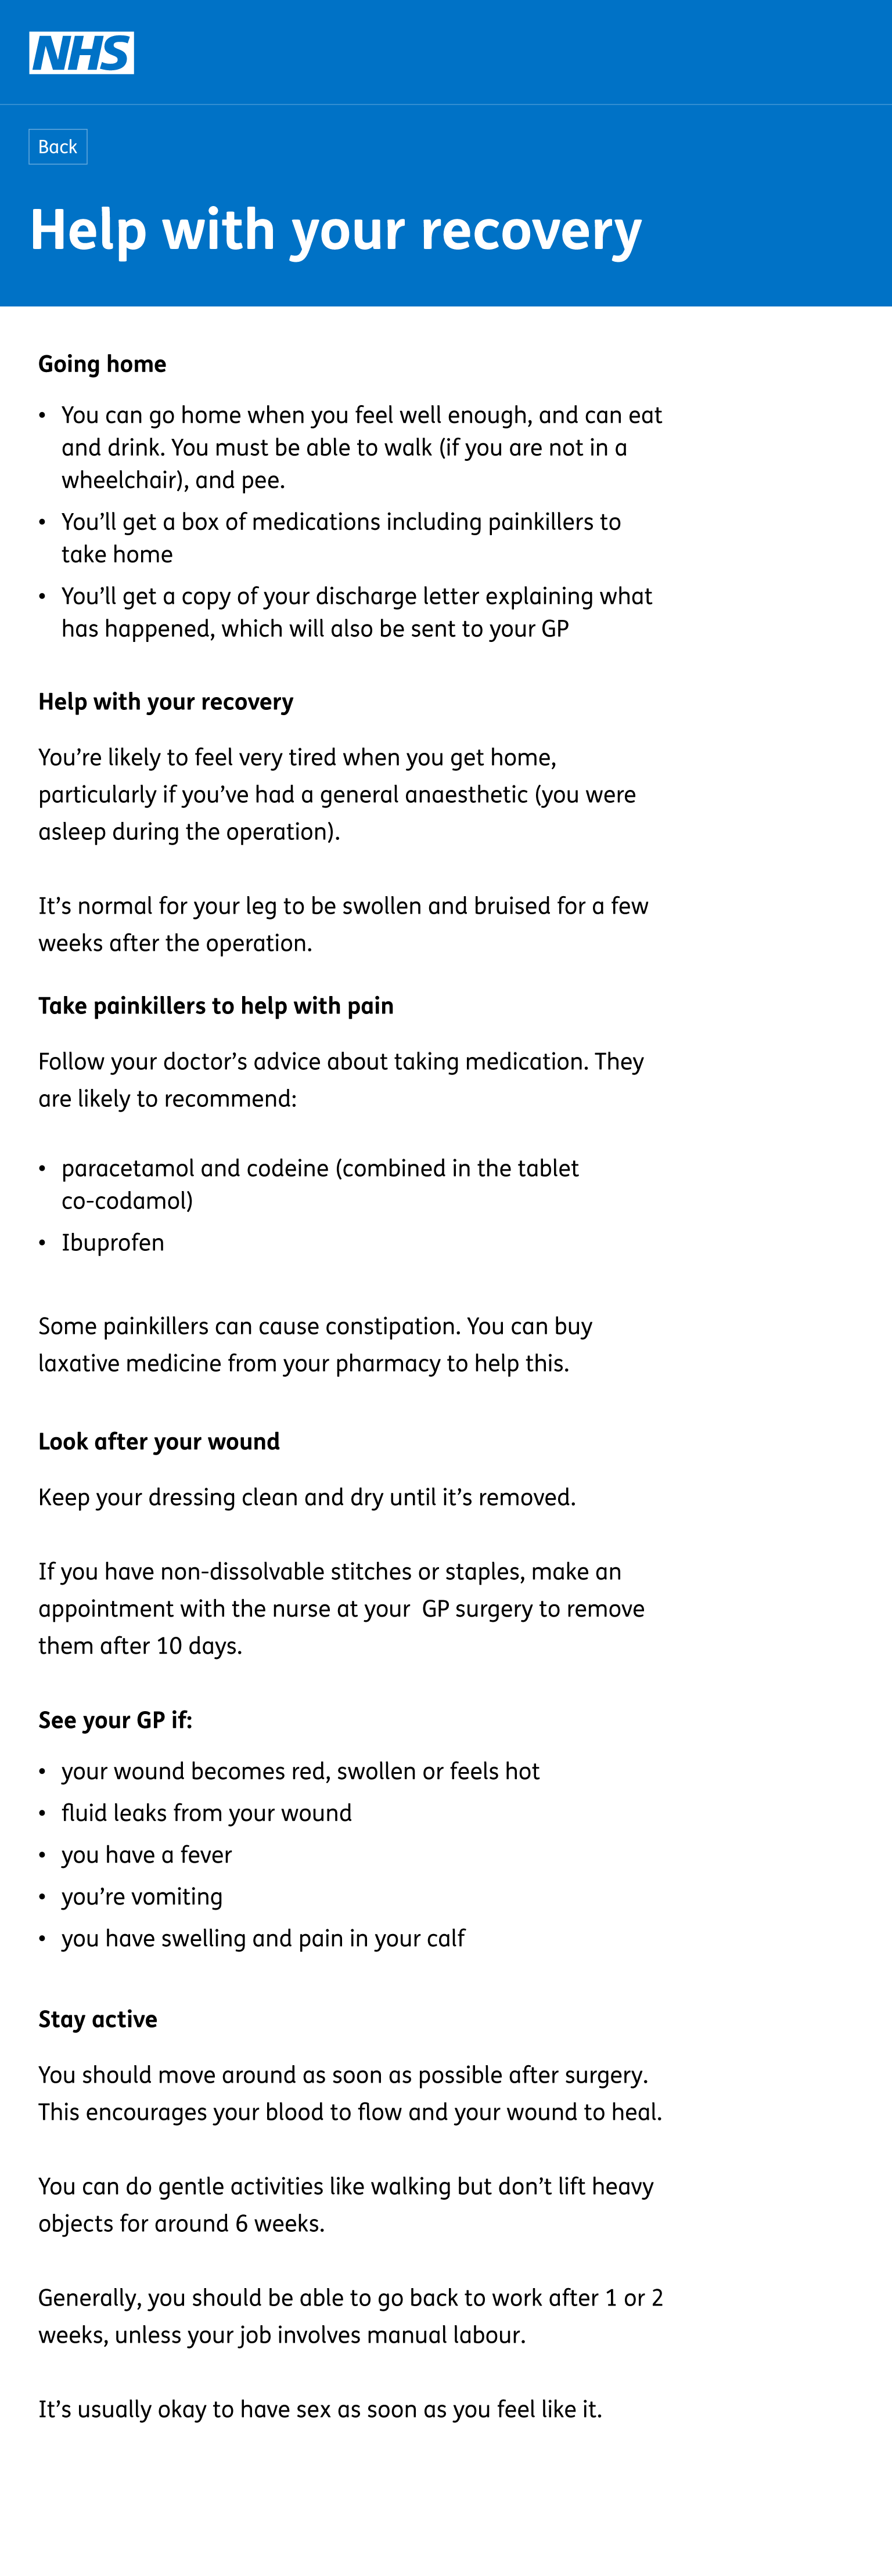 NHS
Back
Help with your recovery
Going home
• You can go home when you feel well enough, and can eat
and drink. You must be able to walk (if you are not in a
wheelchair), and pee.
• You’ll get a box of medications including painkillers to
take home
• You’ll get a copy of your discharge letter explaining what
has happened, which will also be sent to your GP
Help with your recovery
You’re likely to feel very tired when you get home,
particularly if you’ve had a general anaesthetic (you were
asleep during the operation).
It’s normal for your leg to be swollen and bruised for a few
weeks after the operation.
Take painkillers to help with pain
Follow your doctor’s advice about taking medication. They
are likely to recommend:
• paracetamol and codeine (combined in the tablet
co-codamol)
• Ibuprofen
Some painkillers can cause constipation. You can buy
laxative medicine from your pharmacy to help this.
Look after your wound
Keep your dressing clean and dry until it’s removed.
If you have non-dissolvable stitches or staples, make an
appointment with the nurse at your  GP surgery to remove
them after 10 days.
See your GP if:
• your wound becomes red, swollen or feels hot
• fluid leaks from your wound
• you have a fever
• you’re vomiting
• you have swelling and pain in your calf
Stay active
You should move around as soon as possible after surgery.
This encourages your blood to flow and your wound to heal.
You can do gentle activities like walking but don’t lift heavy
objects for around 6 weeks.
Generally, you should be able to go back to work after 1 or 2
weeks, unless your job involves manual labour.
It’s usually okay to have sex as soon as you feel like it.